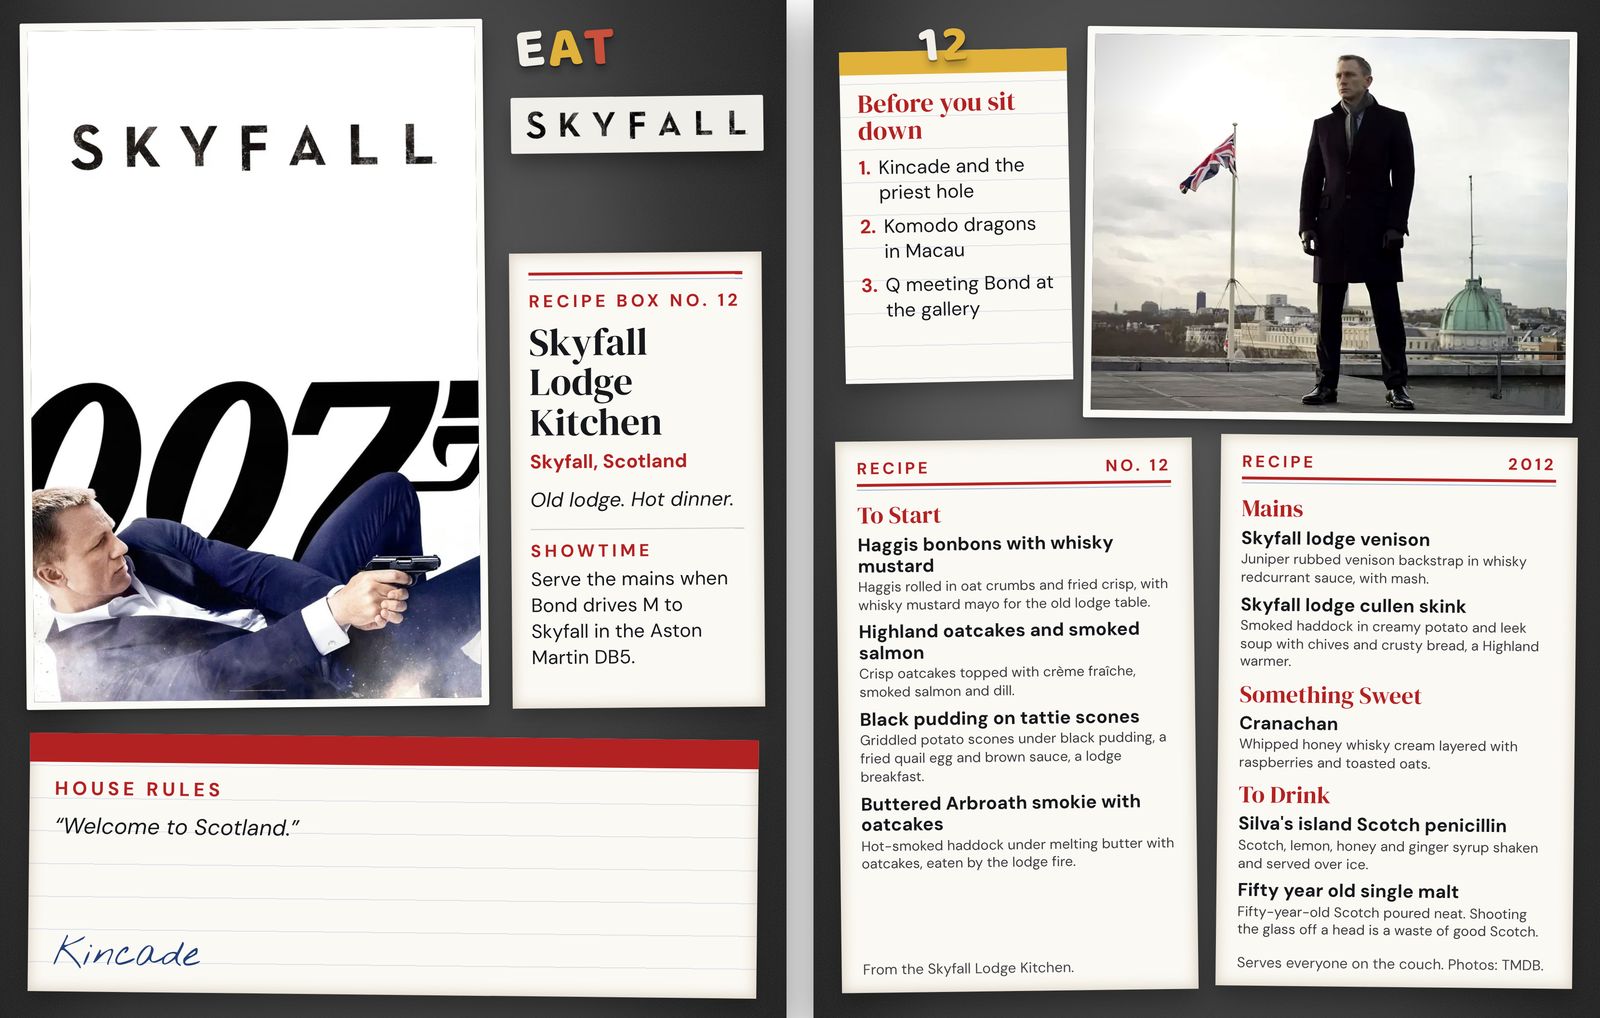 SKYFALL
007
EAT
SKYFALL
RECIPE BOX NO. 12
Skyfall
Lodge
Kitchen
Skyfall, Scotland
Old lodge. Hot dinner.
SHOWTIME
Serve the mains when
Bond drives M to
Skyfall in the Aston
Martin DB5.
HOUSE RULES
“Welcome to Scotland.”
Kincade
12
Before you sit
down
1. Kincade and the
priest hole
2. Komodo dragons
in Macau
3. Q meeting Bond at
the gallery
RECIPE NO. 12
To Start
Haggis bonbons with whisky
mustard
Haggis rolled in oat crumbs and fried crisp, with
whisky mustard mayo for the old lodge table.
Highland oatcakes and smoked
salmon
Crisp oatcakes topped with crème fraîche,
smoked salmon and dill.
Black pudding on tattie scones
Griddled potato scones under black pudding, a
fried quail egg and brown sauce, a lodge
breakfast.
Buttered Arbroath smokie with
oatcakes
Hot-smoked haddock under melting butter with
oatcakes, eaten by the lodge fire.
From the Skyfall Lodge Kitchen.
RECIPE 2012
Mains
Skyfall lodge venison
Juniper rubbed venison backstrap in whisky
redcurrant sauce, with mash.
Skyfall lodge cullen skink
Smoked haddock in creamy potato and leek
soup with chives and crusty bread, a Highland
warmer.
Something Sweet
Cranachan
Whipped honey whisky cream layered with
raspberries and toasted oats.
To Drink
Silva's island Scotch penicillin
Scotch, lemon, honey and ginger syrup shaken
and served over ice.
Fifty year old single malt
Fifty-year-old Scotch poured neat. Shooting
the glass off a head is a waste of good Scotch.
Serves everyone on the couch. Photos: TMDB.